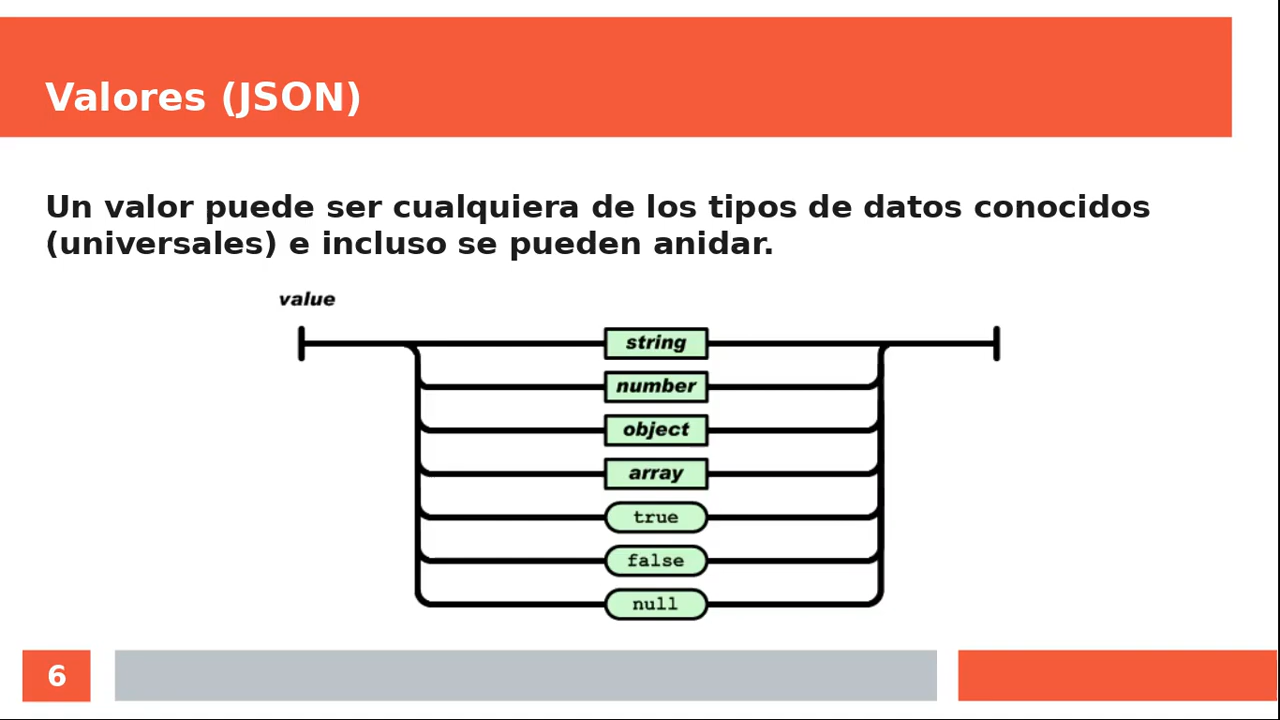 Valores (JSON)
Un valor puede ser cualquiera de los tipos de datos conocidos
(universales) e incluso se pueden anidar.
value
string
number
object
array
true
false
null
6